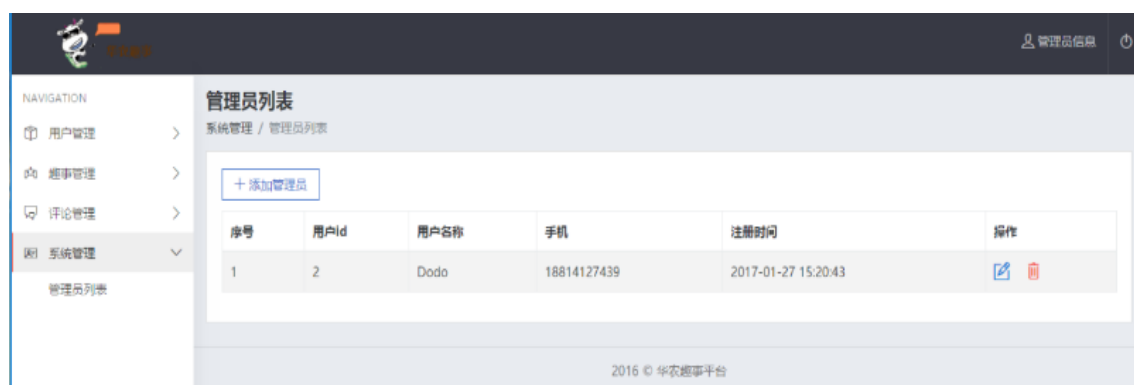 管理员信息
NAVIGATION
管理员列表
用户管理
系统管理 / 管理员列表
趣事管理
+ 添加管理员
评论管理
序号 用户id 用户名称 手机 注册时间 操作
系统管理
1 2 Dodo 18814127439 2017-01-27 15:20:43
管理员列表
2016 © 华农趣事平台